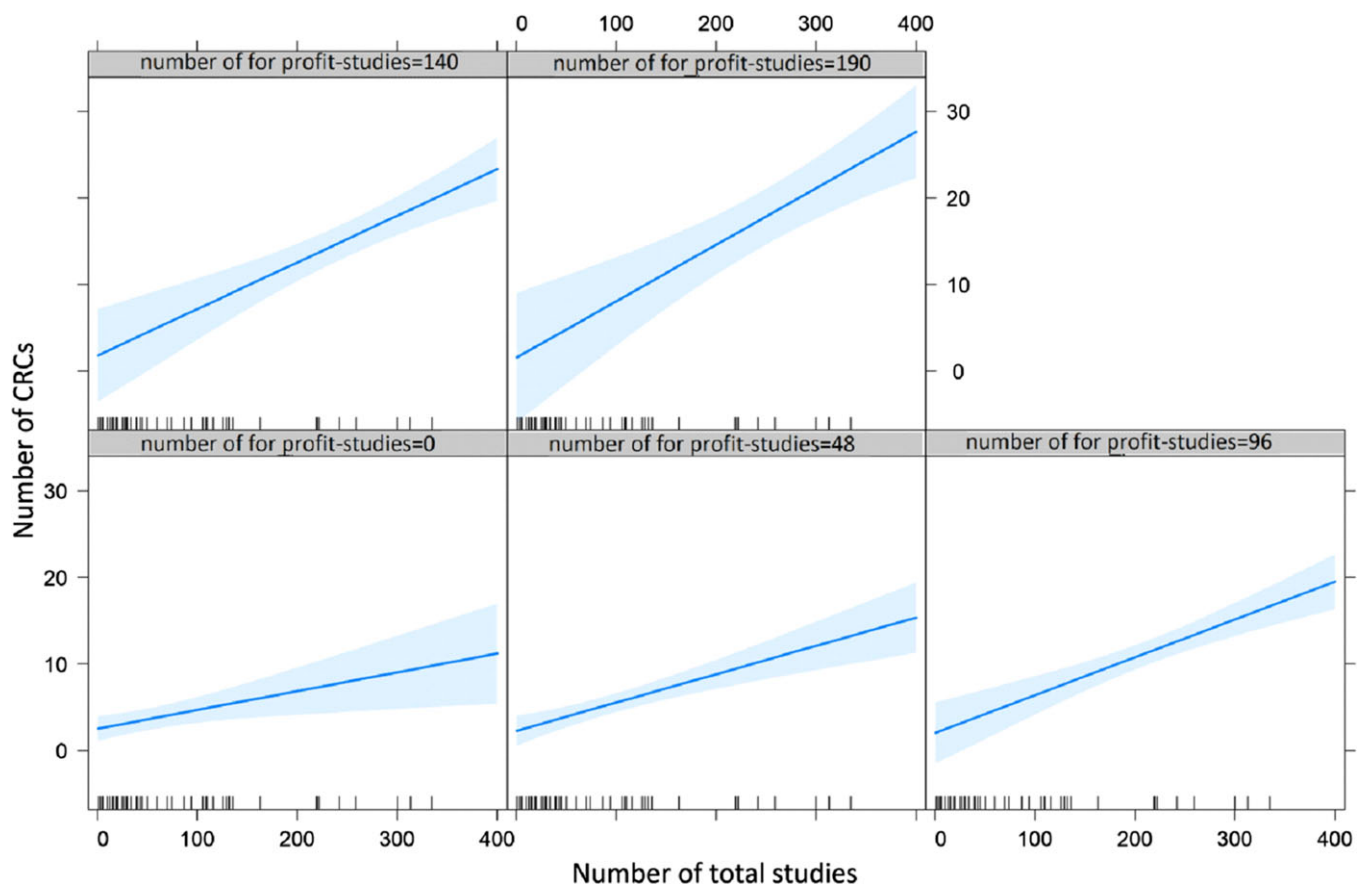 0 100 200 300 400
number of for profit-studies=140 number of for profit-studies=190
30
20
10
0
Number of CRCs
number of for profit-studies=0 number of for profit-studies=48 number of for profit-studies=96
30
20
10
0
0 100 200 300 400 0 100 200 300 400
Number of total studies